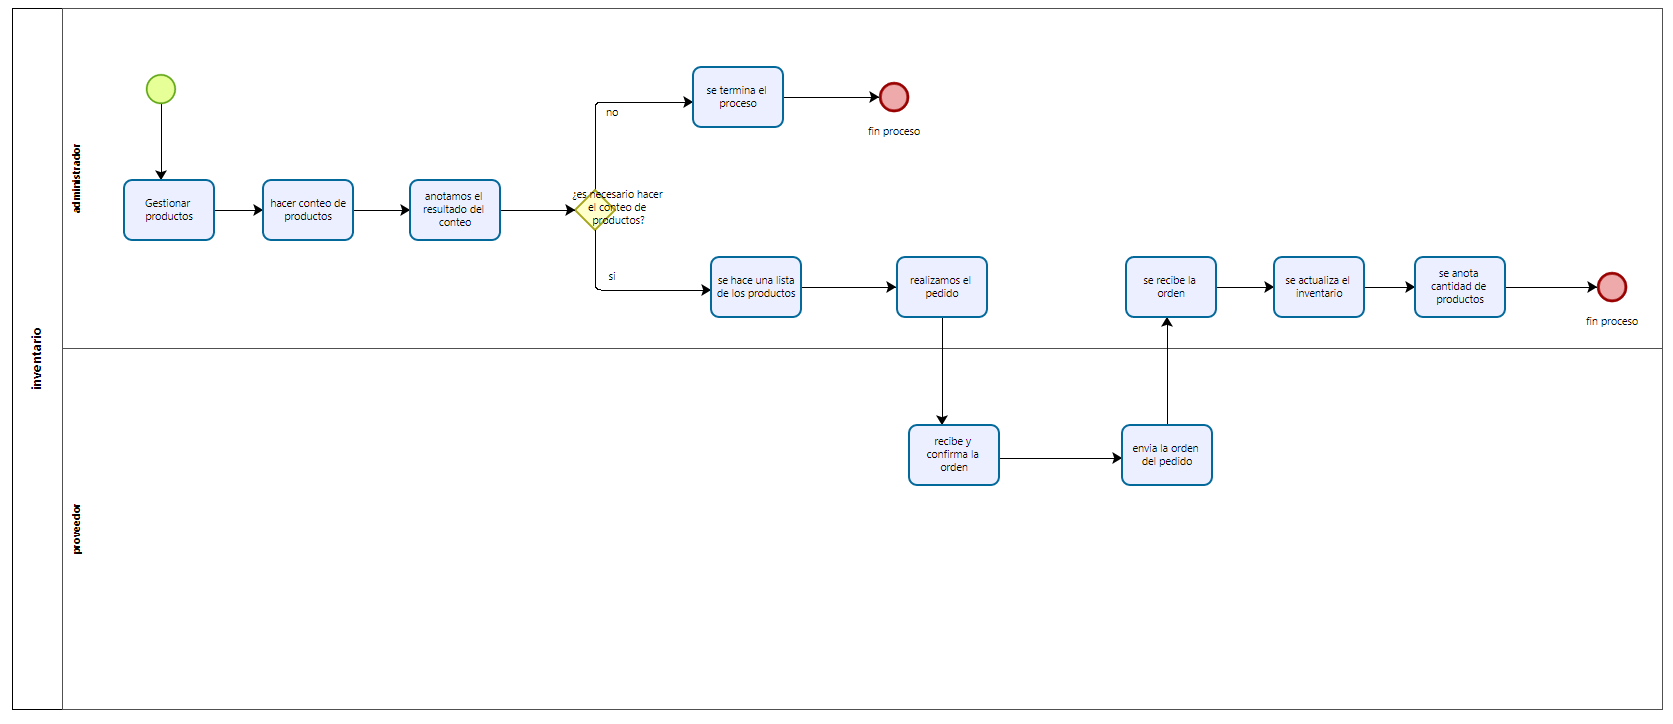 inventario
administrador
Gestionar
productos
hacer conteo de
productos
anotamos el
resultado del
conteo
¿es necesario hacer
el conteo de
productos?
no
se termina el
proceso
fin proceso
si
se hace una lista
de los productos
realizamos el
pedido
se recibe la
orden
se actualiza el
inventario
se anota
cantidad de
productos
fin proceso
proveedor
recibe y
confirma la
orden
envia la orden
del pedido